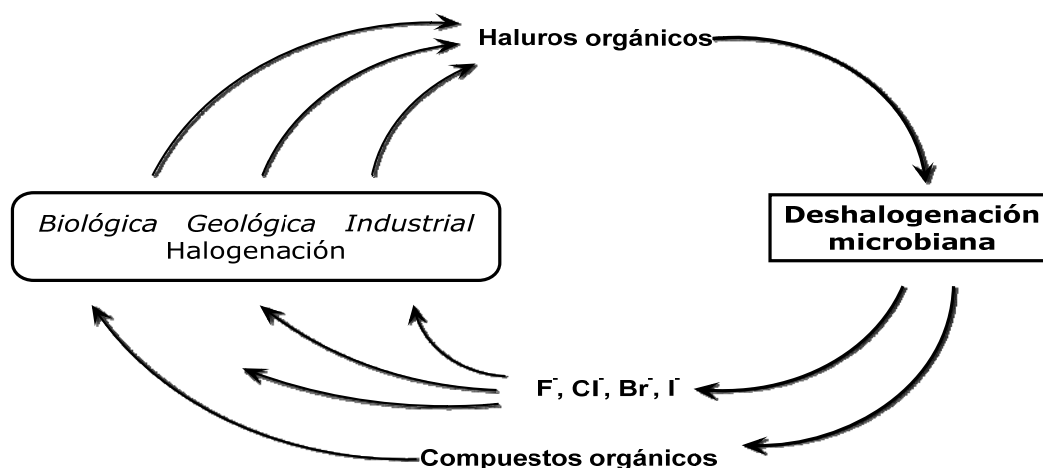 Haluros orgánicos
Biológica Geológica Industrial
Halogenación
Deshalogenación
microbiana
F⁻, Cl⁻, Br⁻, I⁻
Compuestos orgánicos